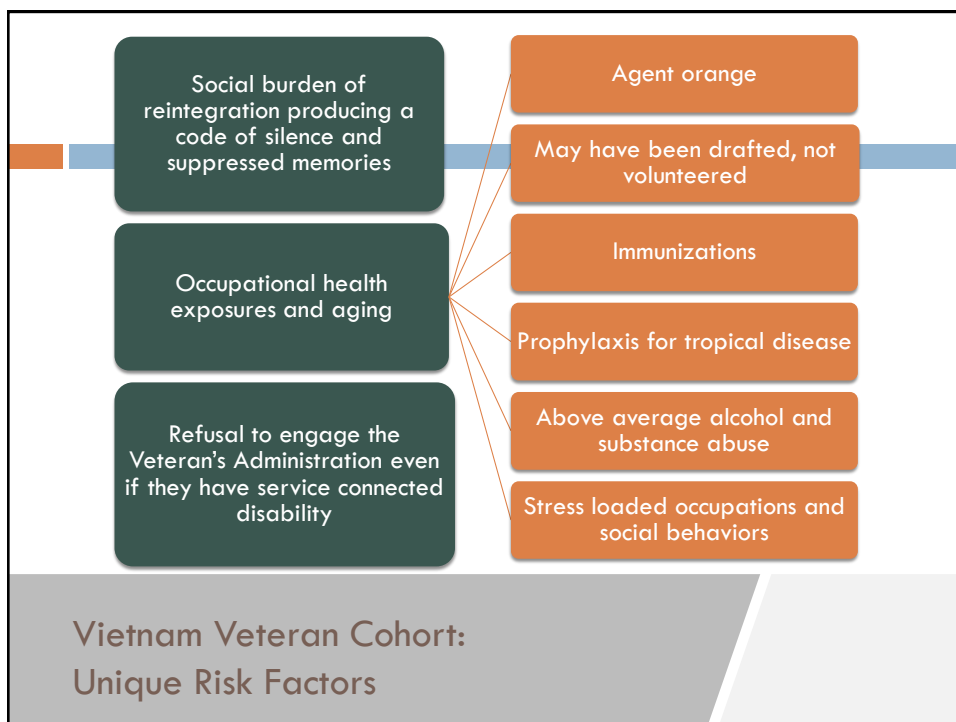 Social burden of
reintegration producing a
code of silence and
suppressed memories
Occupational health
exposures and aging
Refusal to engage the
Veteran's Administration even
if they have service connected
disability
Agent orange
May have been drafted, not
volunteered
Immunizations
Prophylaxis for tropical disease
Above average alcohol and
substance abuse
Stress loaded occupations and
social behaviors
Vietnam Veteran Cohort:
Unique Risk Factors